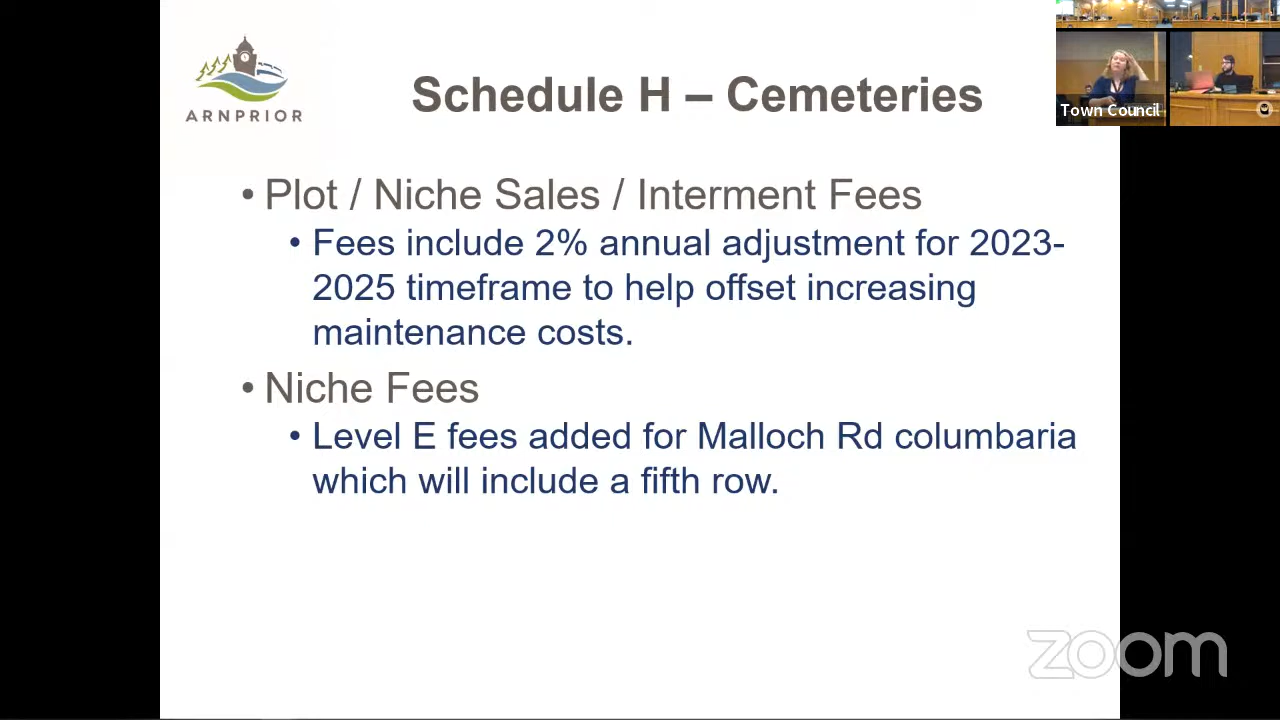 ARNPRIOR
Schedule H – Cemeteries
Town Council
• Plot / Niche Sales / Interment Fees
• Fees include 2% annual adjustment for 2023-
2025 timeframe to help offset increasing
maintenance costs.
• Niche Fees
• Level E fees added for Malloch Rd columbaria
which will include a fifth row.
zoom